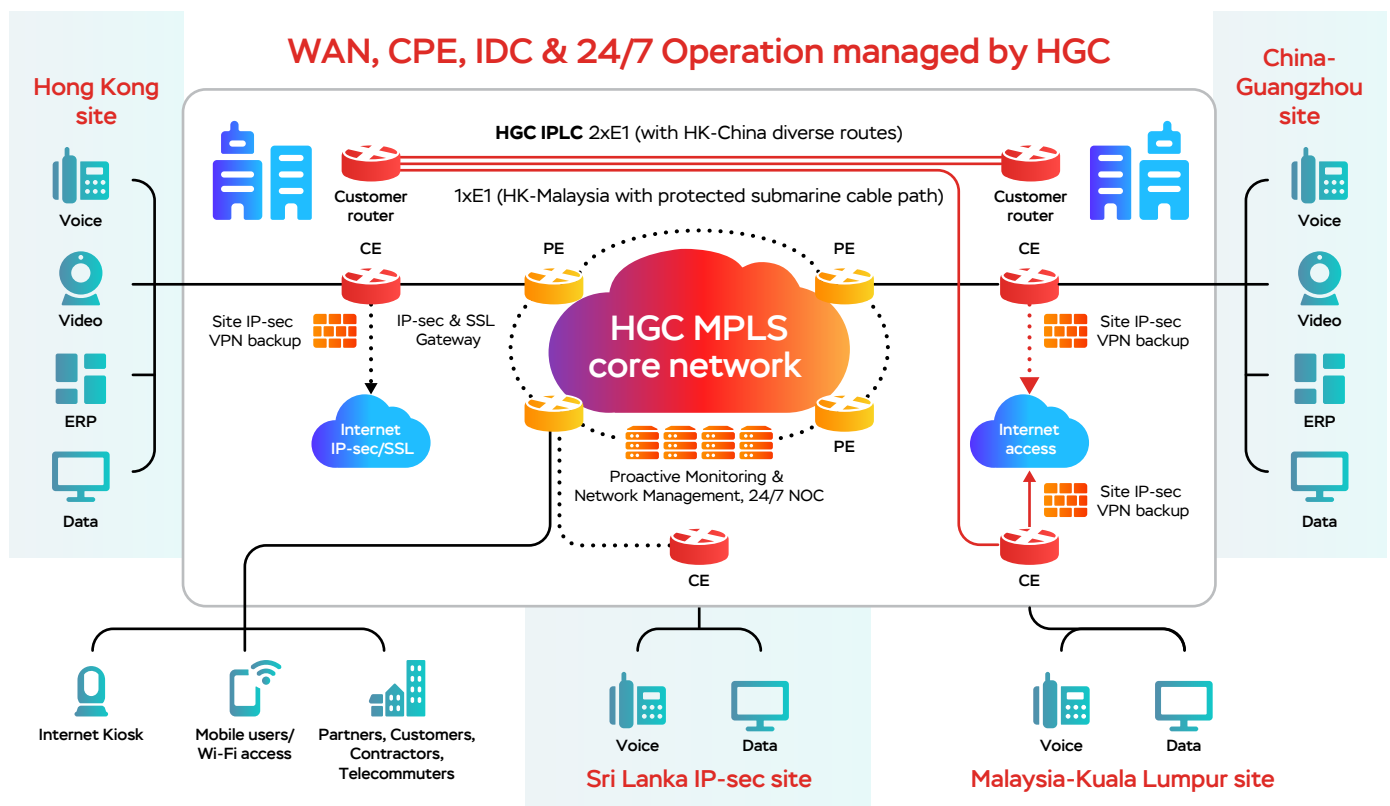 WAN, CPE, IDC & 24/7 Operation managed by HGC
Hong Kong
site
Voice
Video
ERP
Data
China-
Guangzhou
site
Voice
Video
ERP
Data
HGC IPLC 2xE1 (with HK-China diverse routes)
Customer
router
1xE1 (HK-Malaysia with protected submarine cable path)
Customer
router
CE
PE
PE
CE
Site IP-sec
VPN backup
IP-sec & SSL
Gateway
HGC MPLS
core network
Site IP-sec
VPN backup
Internet
IP-sec/SSL
Internet
access
PE
Proactive Monitoring &
Network Management, 24/7 NOC
Site IP-sec
VPN backup
CE
CE
Internet Kiosk
Mobile users/
Wi-Fi access
Partners, Customers,
Contractors,
Telecommuters
Voice
Data
Sri Lanka IP-sec site
Voice
Data
Malaysia-Kuala Lumpur site